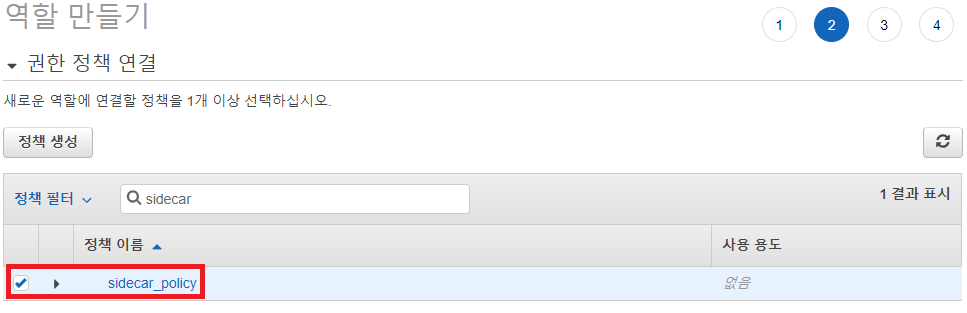 역할 만들기
1 2 3 4
권한 정책 연결
새로운 역할에 연결할 정책을 1개 이상 선택하십시오.
정책 생성
정책 필터 sidecar 1 결과 표시
정책 이름 사용 용도
sidecar_policy 없음